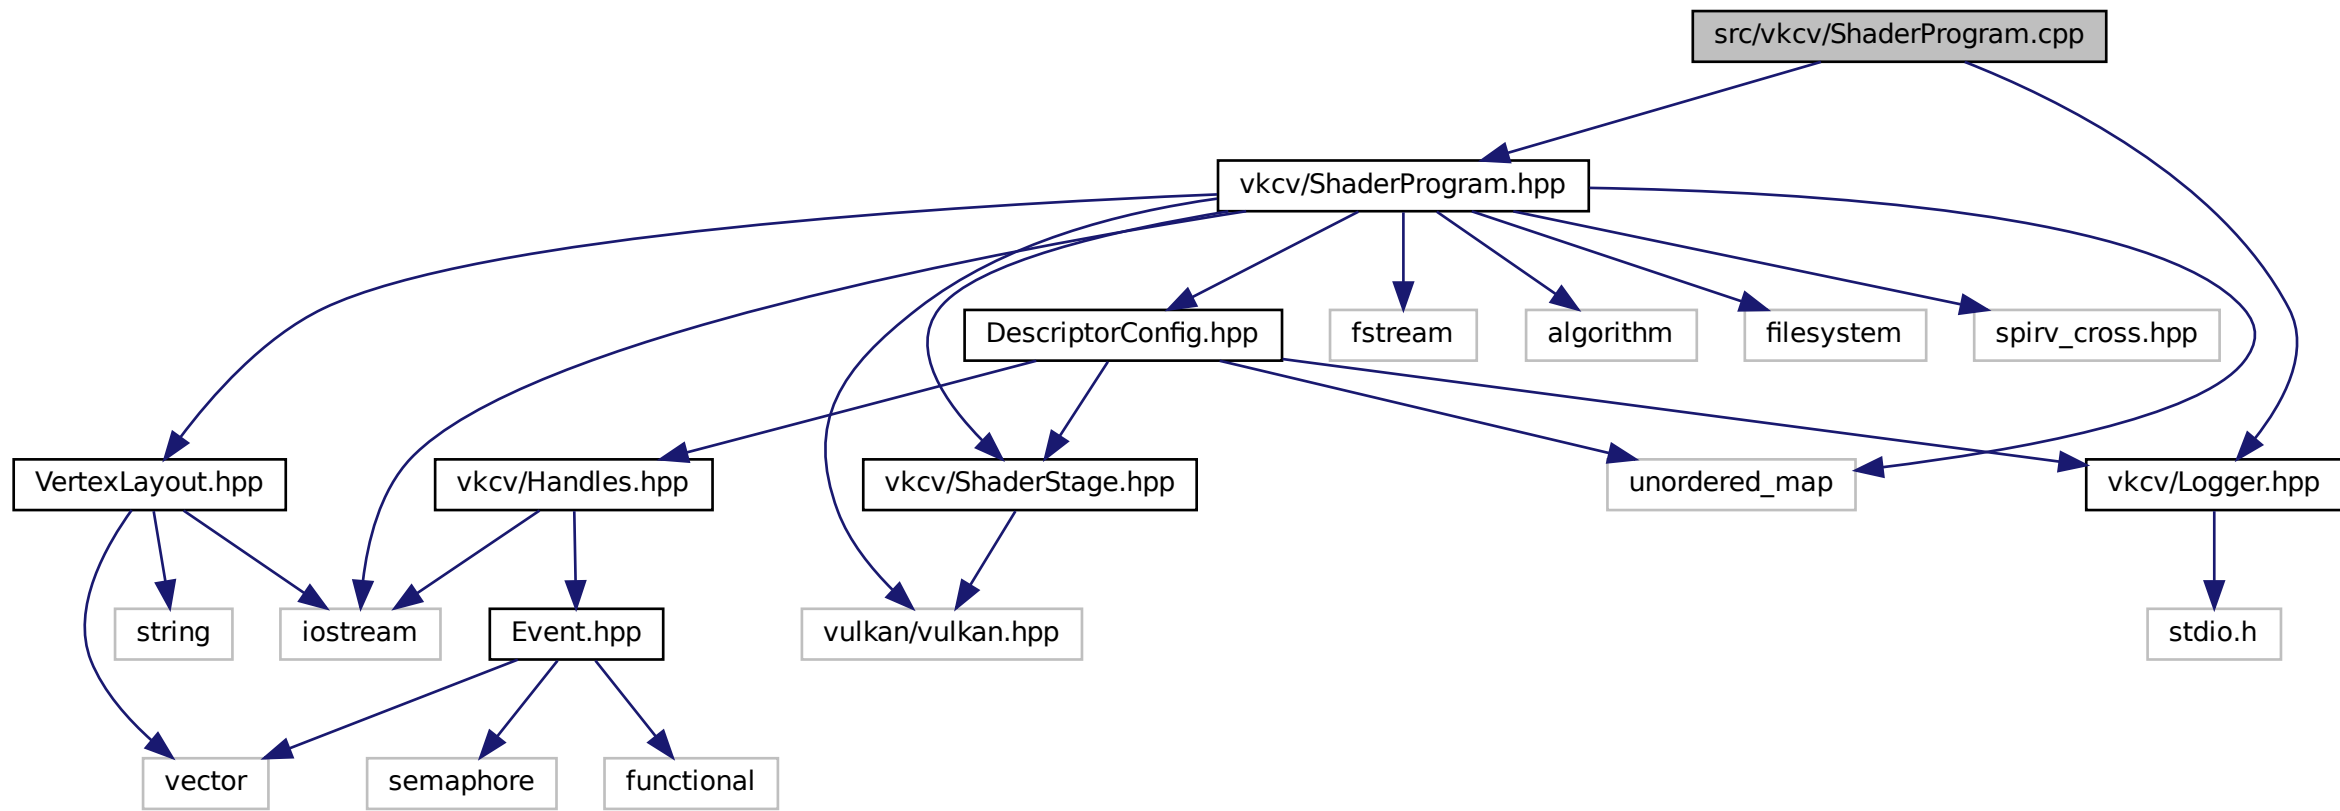 src/vkcv/ShaderProgram.cpp
vkcv/ShaderProgram.hpp
DescriptorConfig.hpp
fstream
algorithm
filesystem
spirv_cross.hpp
VertexLayout.hpp
vkcv/Handles.hpp
vkcv/ShaderStage.hpp
unordered_map
vkcv/Logger.hpp
string
iostream
Event.hpp
vulkan/vulkan.hpp
stdio.h
vector
semaphore
functional